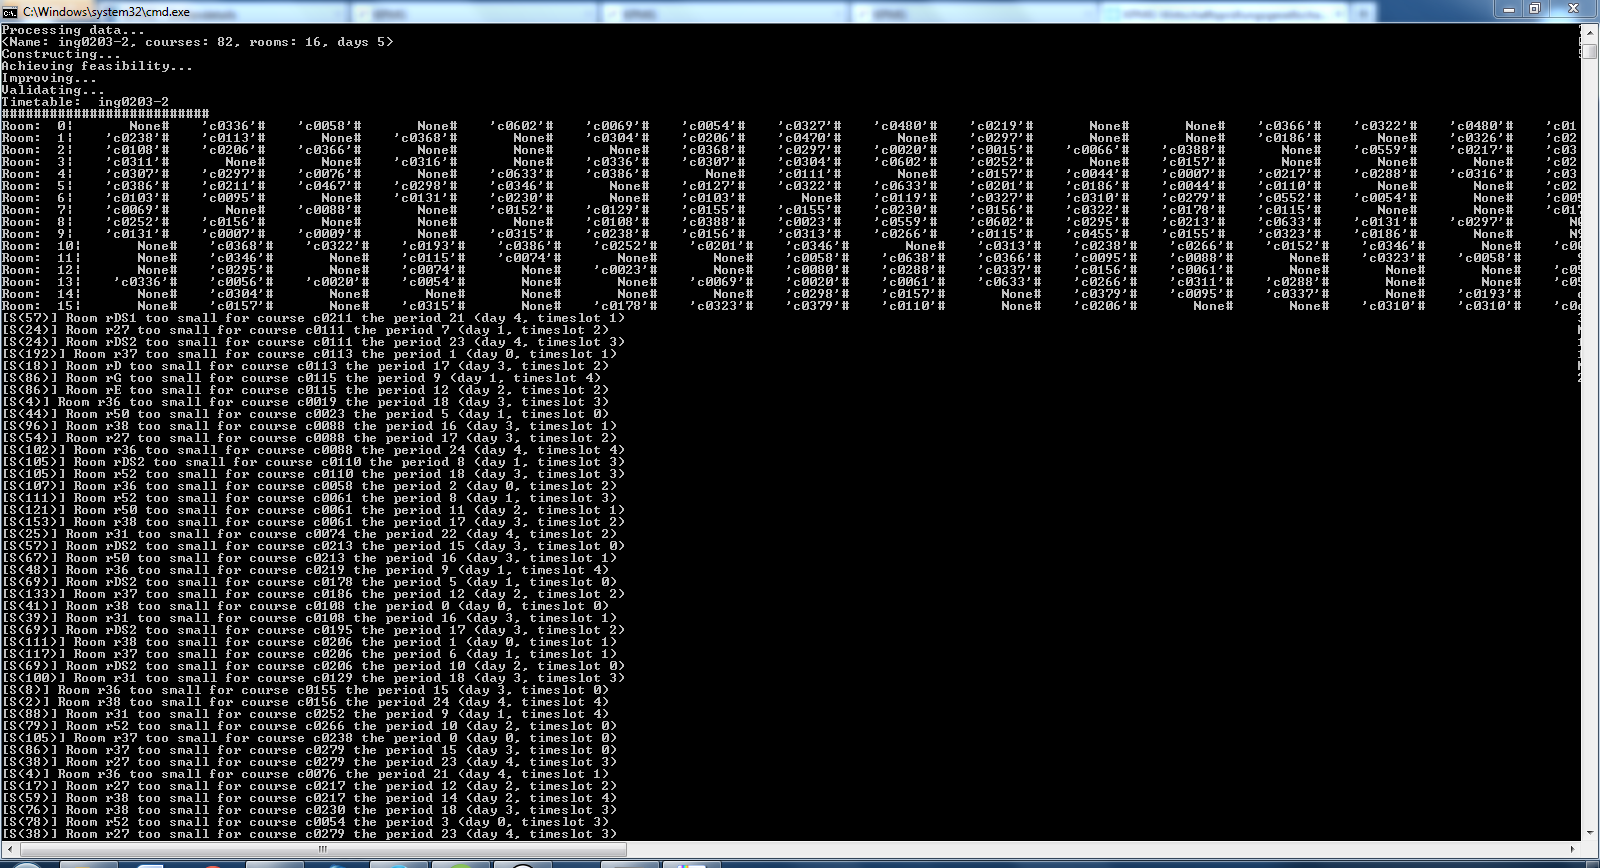 C:\Windows\system32\cmd.exe
Processing data...
<Name: ing0203-2, courses: 82, rooms: 16, days 5>
Constructing...
Achieving feasibility...
Improving...
Validating...
Timetable:  ing0203-2
##########################
Room:  0¦ None# 'c0336'# 'c0058'# None# 'c0602'# 'c0069'# 'c0054'# 'c0327'# 'c0480'# 'c0219'# None# None# 'c0366'# 'c0322'# 'c0480'# 'c01
Room:  1¦ 'c0238'# 'c0113'# None# 'c0368'# None# 'c0304'# 'c0206'# 'c0470'# None# 'c0297'# None# 'c0186'# None# 'c0131'# 'c0326'# 'c02
Room:  2¦ 'c0108'# 'c0206'# 'c0366'# None# None# None# 'c0368'# 'c0297'# 'c0020'# 'c0015'# 'c0066'# 'c0388'# None# 'c0559'# 'c0217'# 'c03
Room:  3¦ 'c0311'# None# None# 'c0316'# None# 'c0336'# 'c0307'# 'c0304'# 'c0602'# 'c0252'# None# 'c0157'# None# None# None# 'c02
Room:  4¦ 'c0307'# 'c0297'# 'c0076'# None# 'c0633'# 'c0386'# None# 'c0111'# None# 'c0157'# 'c0044'# 'c0007'# 'c0217'# 'c0288'# 'c0316'# 'c03
Room:  5¦ 'c0386'# 'c0211'# 'c0467'# 'c0298'# 'c0346'# None# 'c0127'# 'c0322'# 'c0633'# 'c0201'# 'c0186'# 'c0044'# 'c0110'# None# None# 'c02
Room:  6¦ 'c0103'# 'c0095'# None# 'c0131'# 'c0230'# None# 'c0103'# None# 'c0119'# 'c0327'# 'c0310'# 'c0279'# 'c0552'# 'c0054'# None# 'c005
Room:  7¦ 'c0069'# None# 'c0088'# None# 'c0152'# 'c0129'# 'c0155'# 'c0155'# 'c0230'# 'c0156'# 'c0322'# 'c0178'# 'c0115'# None# None# 'c017
Room:  8¦ 'c0252'# 'c0156'# None# None# None# 'c0108'# 'c0388'# 'c0023'# 'c0559'# 'c0602'# 'c0295'# 'c0213'# 'c0633'# 'c0131'# 'c0297'# N0
Room:  9¦ 'c0131'# 'c0007'# 'c0009'# None# 'c0315'# 'c0238'# 'c0156'# 'c0313'# 'c0266'# 'c0115'# 'c0455'# 'c0155'# 'c0323'# 'c0186'# None# N9
Room:  10¦ None# 'c0368'# 'c0322'# 'c0193'# 'c0386'# 'c0252'# 'c0201'# 'c0346'# None# 'c0313'# 'c0238'# 'c0266'# 'c0152'# 'c0346'# None# 'c00
Room:  11¦ None# 'c0346'# None# 'c0115'# 'c0074'# None# None# 'c0058'# 'c0638'# 'c0366'# 'c0095'# 'c0088'# None# 'c0323'# 'c0058'#
Room:  12¦ None# 'c0295'# None# 'c0074'# None# 'c0023'# None# 'c0080'# 'c0288'# 'c0337'# 'c0156'# 'c0061'# None# None# None# 'c05
Room:  13¦ 'c0336'# 'c0056'# 'c0020'# 'c0054'# None# None# 'c0069'# 'c0020'# 'c0061'# 'c0633'# 'c0266'# 'c0311'# 'c0288'# None# None# 'c05
Room:  14¦ None# 'c0304'# None# None# None# None# None# 'c0298'# 'c0157'# None# 'c0379'# 'c0095'# 'c0337'# None# 'c0193'#
Room:  15¦ None# 'c0157'# None# 'c0315'# None# 'c0178'# 'c0323'# 'c0379'# 'c0110'# None# 'c0206'# None# None# 'c0310'# 'c0310'# 'c0
[S(57)] Room rDS1 too small for course c0211 the period 21 (day 4, timeslot 1)
[S(24)] Room r27 too small for course c0111 the period 7 (day 1, timeslot 2)
[S(24)] Room rDS2 too small for course c0111 the period 23 (day 4, timeslot 3)
[S(192)] Room r37 too small for course c0113 the period 1 (day 0, timeslot 1)
[S(18)] Room rD too small for course c0113 the period 17 (day 3, timeslot 2)
[S(86)] Room rG too small for course c0115 the period 9 (day 1, timeslot 4)
[S(86)] Room rE too small for course c0115 the period 12 (day 2, timeslot 2)
[S(4)] Room r36 too small for course c0019 the period 18 (day 3, timeslot 3)
[S(44)] Room r50 too small for course c0023 the period 5 (day 1, timeslot 0)
[S(96)] Room r38 too small for course c0088 the period 16 (day 3, timeslot 1)
[S(54)] Room r27 too small for course c0088 the period 17 (day 3, timeslot 2)
[S(102)] Room r36 too small for course c0088 the period 24 (day 4, timeslot 4)
[S(105)] Room rDS2 too small for course c0110 the period 8 (day 1, timeslot 3)
[S(105)] Room r52 too small for course c0110 the period 18 (day 3, timeslot 3)
[S(107)] Room r36 too small for course c0058 the period 2 (day 0, timeslot 2)
[S(111)] Room r52 too small for course c0061 the period 8 (day 1, timeslot 3)
[S(121)] Room r50 too small for course c0061 the period 11 (day 2, timeslot 1)
[S(153)] Room r38 too small for course c0061 the period 17 (day 3, timeslot 2)
[S(25)] Room r31 too small for course c0074 the period 22 (day 4, timeslot 2)
[S(57)] Room rDS2 too small for course c0213 the period 15 (day 3, timeslot 0)
[S(67)] Room r50 too small for course c0213 the period 16 (day 3, timeslot 1)
[S(48)] Room r36 too small for course c0219 the period 9 (day 1, timeslot 4)
[S(69)] Room rDS2 too small for course c0178 the period 5 (day 1, timeslot 0)
[S(133)] Room r37 too small for course c0186 the period 12 (day 2, timeslot 2)
[S(41)] Room r38 too small for course c0108 the period 0 (day 0, timeslot 0)
[S(39)] Room r31 too small for course c0108 the period 16 (day 3, timeslot 1)
[S(69)] Room rDS2 too small for course c0195 the period 17 (day 3, timeslot 2)
[S(111)] Room r38 too small for course c0206 the period 1 (day 0, timeslot 1)
[S(117)] Room r37 too small for course c0206 the period 6 (day 1, timeslot 1)
[S(69)] Room rDS2 too small for course c0206 the period 10 (day 2, timeslot 0)
[S(100)] Room r31 too small for course c0129 the period 18 (day 3, timeslot 3)
[S(8)] Room r36 too small for course c0155 the period 15 (day 3, timeslot 0)
[S(2)] Room r38 too small for course c0156 the period 24 (day 4, timeslot 4)
[S(88)] Room r31 too small for course c0252 the period 9 (day 1, timeslot 4)
[S(79)] Room r52 too small for course c0266 the period 10 (day 2, timeslot 0)
[S(105)] Room r37 too small for course c0238 the period 0 (day 0, timeslot 0)
[S(86)] Room r37 too small for course c0279 the period 15 (day 3, timeslot 0)
[S(38)] Room r27 too small for course c0279 the period 23 (day 4, timeslot 3)
[S(4)] Room r36 too small for course c0076 the period 21 (day 4, timeslot 1)
[S(17)] Room r27 too small for course c0217 the period 12 (day 2, timeslot 2)
[S(59)] Room r38 too small for course c0217 the period 14 (day 2, timeslot 4)
[S(76)] Room r38 too small for course c0230 the period 18 (day 3, timeslot 3)
[S(78)] Room r52 too small for course c0054 the period 3 (day 0, timeslot 3)
[S(38)] Room r27 too small for course c0279 the period 23 (day 4, timeslot 3)